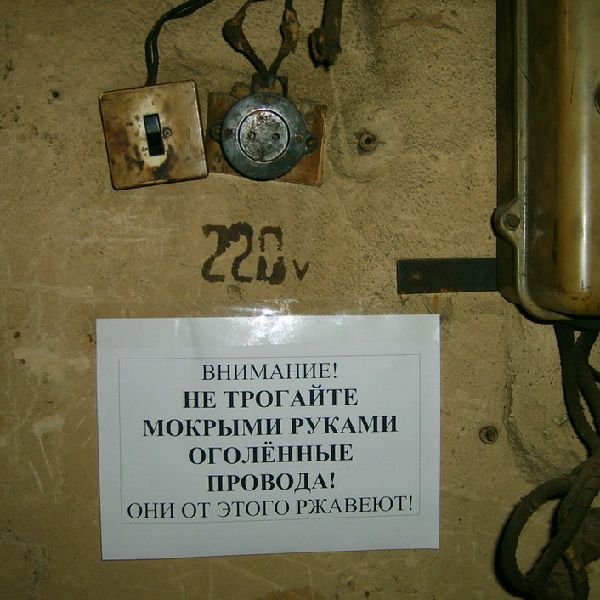 220v
ВНИМАНИЕ!
НЕ ТРОГАЙТЕ
МОКРЫМИ РУКАМИ
ОГОЛЁННЫЕ
ПРОВОДА!
ОНИ ОТ ЭТОГО РЖАВЕЮТ!